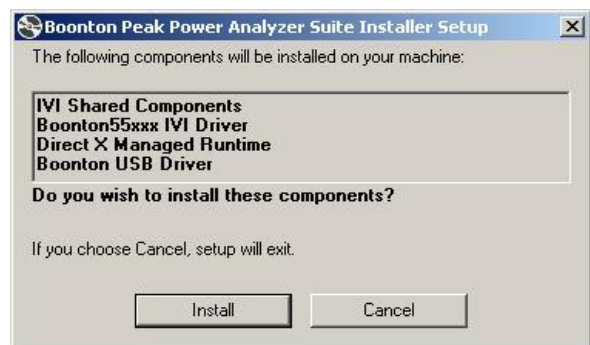 Boonton Peak Power Analyzer Suite Installer Setup
The following components will be installed on your machine:
IVI Shared Components
Boonton55xxx IVI Driver
Direct X Managed Runtime
Boonton USB Driver
Do you wish to install these components?
If you choose Cancel, setup will exit.
Install
Cancel